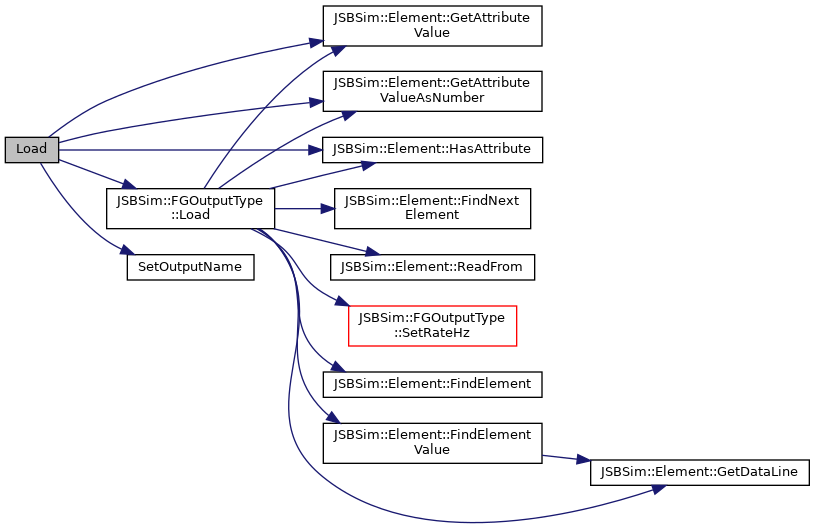 JSBSim::Element::GetAttribute
Value
JSBSim::Element::GetAttribute
ValueAsNumber
Load
JSBSim::Element::HasAttribute
JSBSim::FGOutputType
::Load
JSBSim::Element::FindNext
Element
SetOutputName
JSBSim::Element::ReadFrom
JSBSim::FGOutputType
::SetRateHz
JSBSim::Element::FindElement
JSBSim::Element::FindElement
Value
JSBSim::Element::GetDataLine